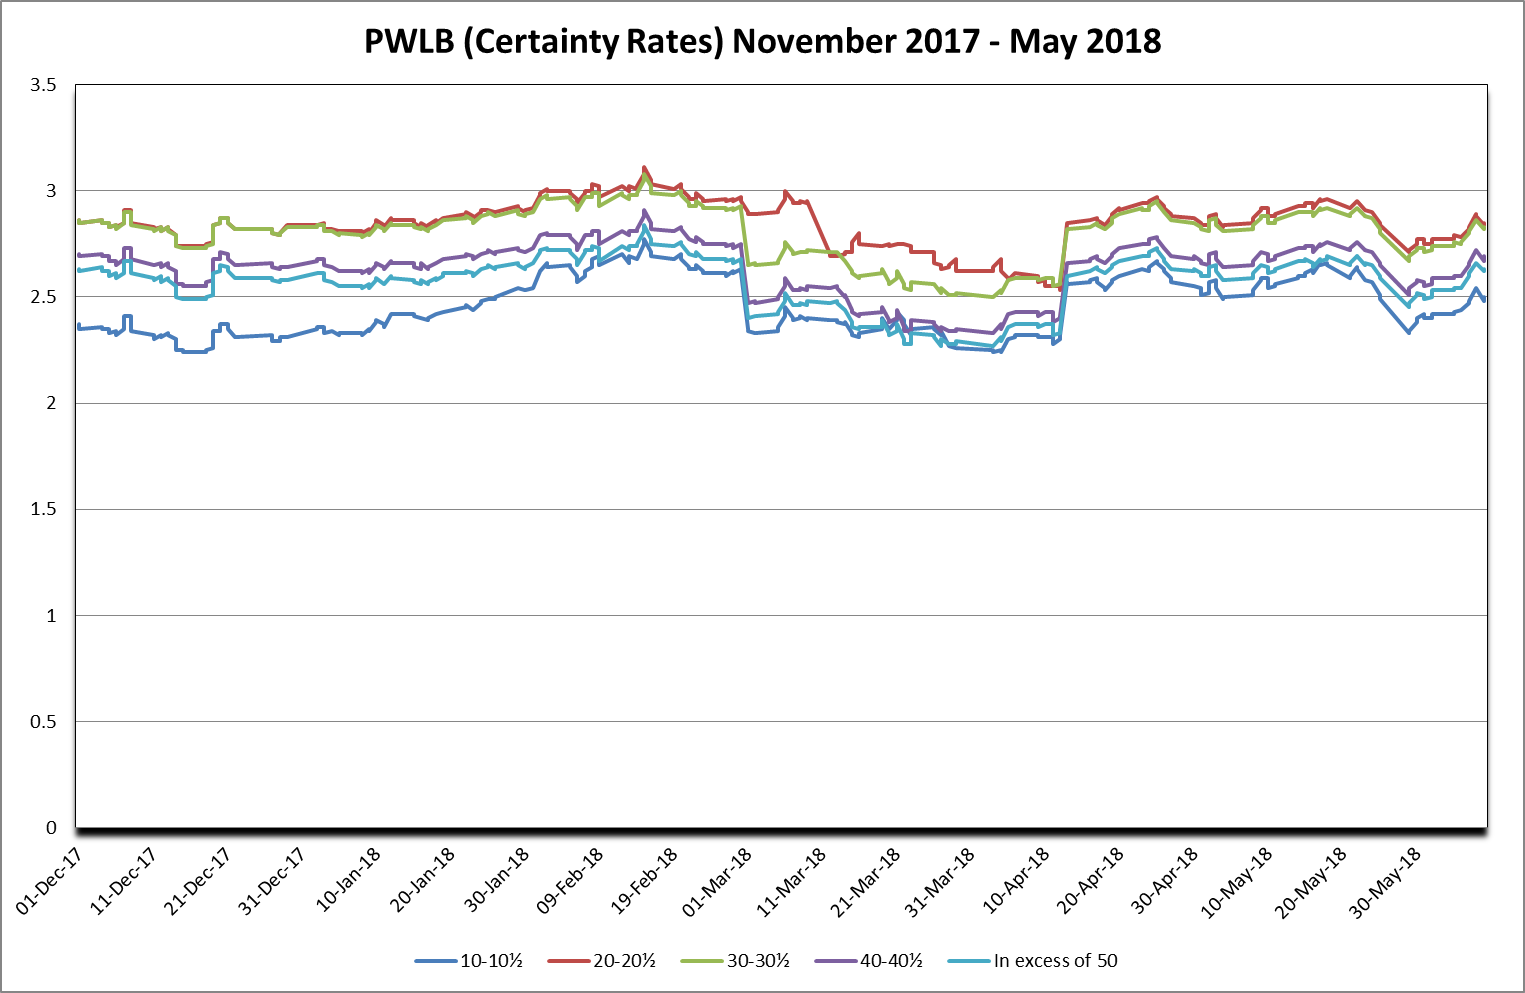 PWLB (Certainty Rates) November 2017 - May 2018
3.5
3
2.5
2
1.5
1
0.5
0
01-Dec-17
11-Dec-17
21-Dec-17
31-Dec-17
10-Jan-18
20-Jan-18
30-Jan-18
09-Feb-18
19-Feb-18
01-Mar-18
11-Mar-18
21-Mar-18
31-Mar-18
10-Apr-18
20-Apr-18
30-Apr-18
10-May-18
20-May-18
30-May-18
10-10½ 20-20½ 30-30½ 40-40½ In excess of 50